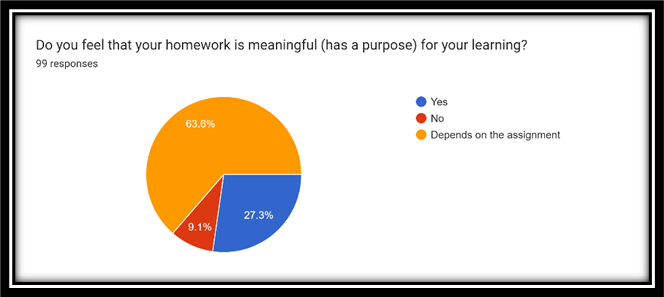 Do you feel that your homework is meaningful (has a purpose) for your learning?
99 responses
63.6%
9.1%
27.3%
Yes
No
Depends on the assignment